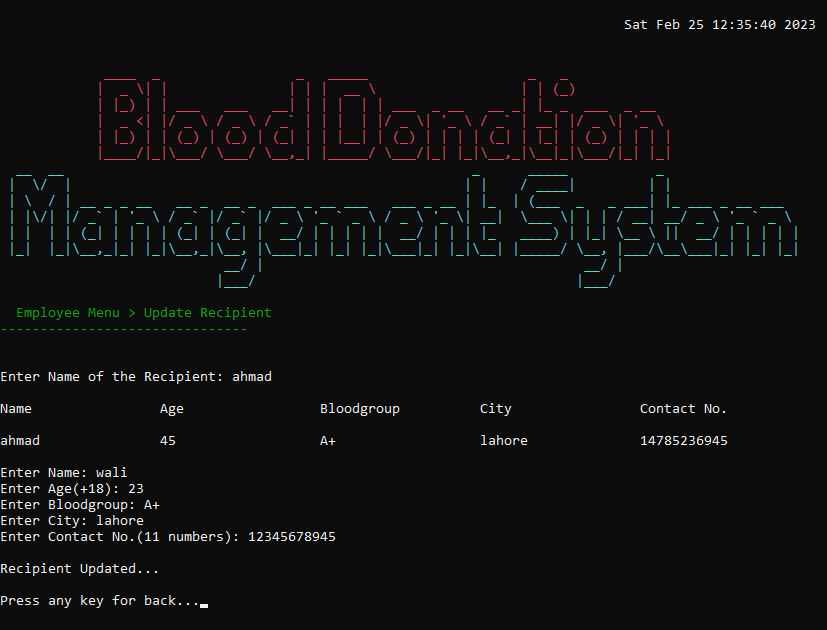 Sat Feb 25 12:35:40 2023
Blood Donation
Management System
Employee Menu > Update Recipient
-------------------------------
Enter Name of the Recipient: ahmad
Name Age Bloodgroup City Contact No.
ahmad 45 A+ lahore 14785236945
Enter Name: wali
Enter Age(+18): 23
Enter Bloodgroup: A+
Enter City: lahore
Enter Contact No.(11 numbers): 12345678945
Recipient Updated...
Press any key for back...